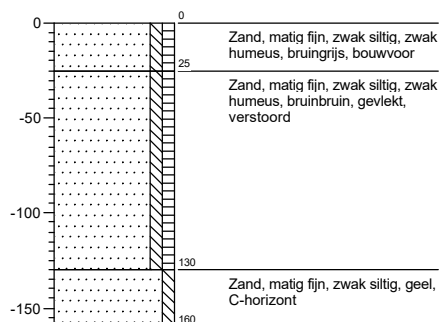 0
0
Zand, matig fijn, zwak siltig, zwak
humeus, bruingrijs, bouwvoor
25
Zand, matig fijn, zwak siltig, zwak
humeus, bruinbruin, gevlekt,
verstoord
-50
-100
130
Zand, matig fijn, zwak siltig, geel,
C-horizont
-150
160